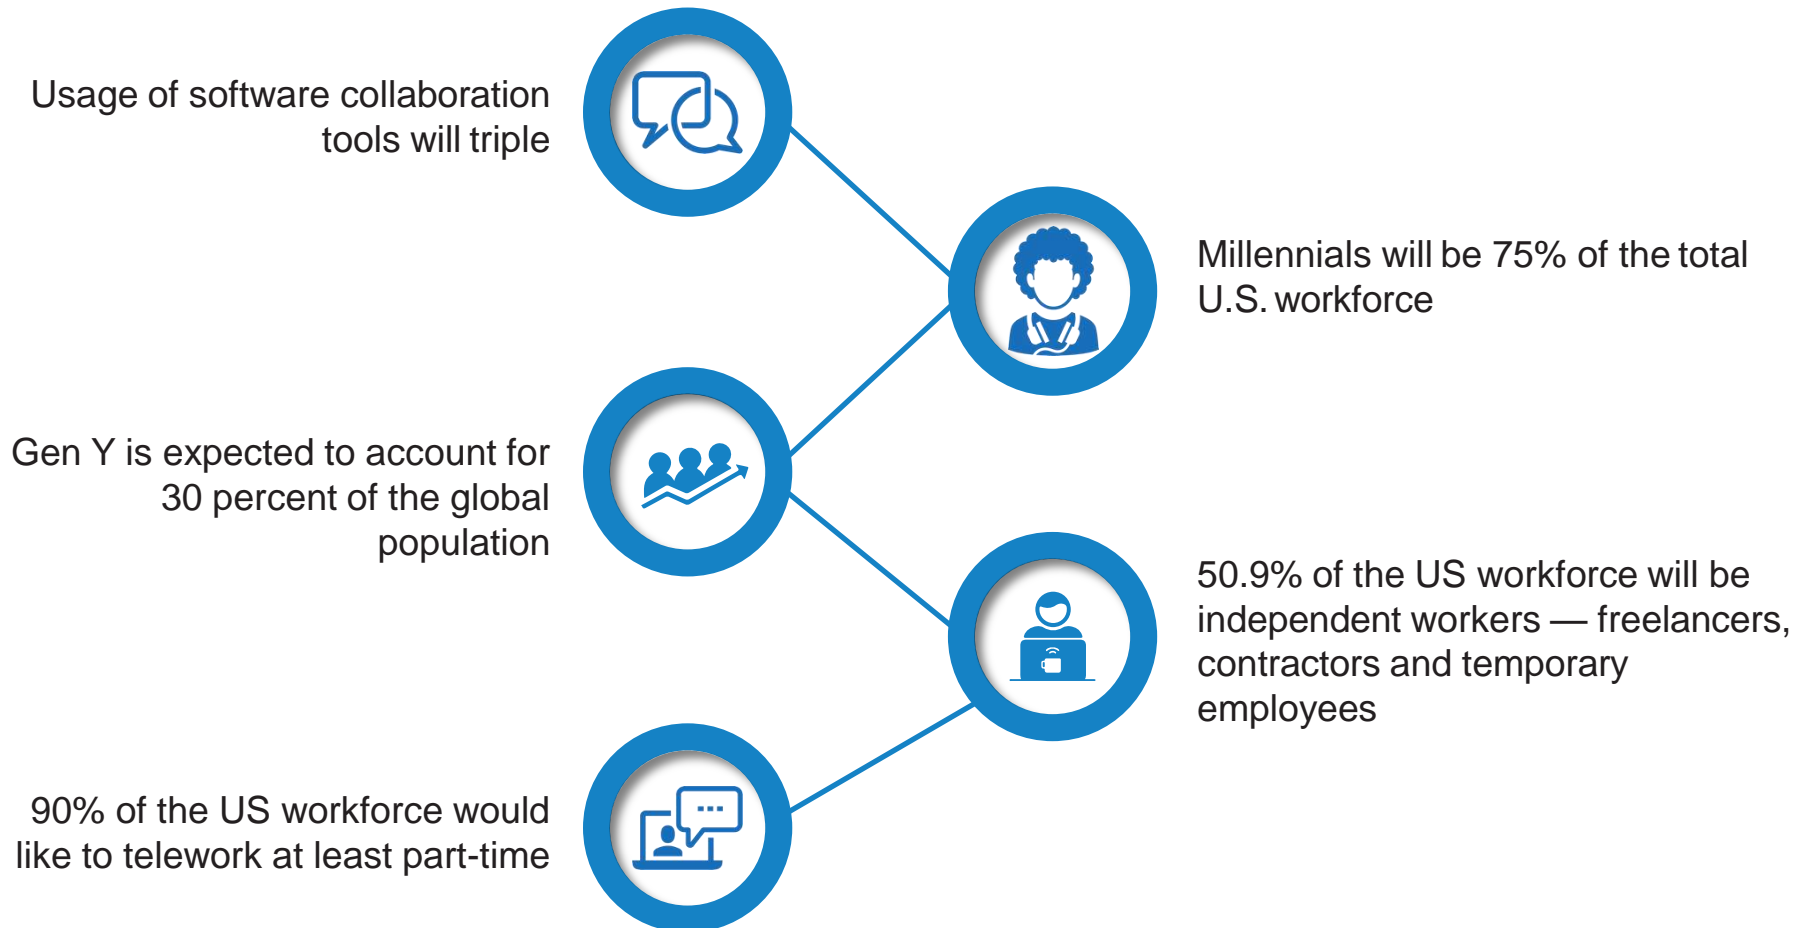 Usage of software collaboration
tools will triple
Millennials will be 75% of the total
U.S. workforce
Gen Y is expected to account for
30 percent of the global
population
50.9% of the US workforce will be
independent workers — freelancers,
contractors and temporary
employees
90% of the US workforce would
like to telework at least part-time